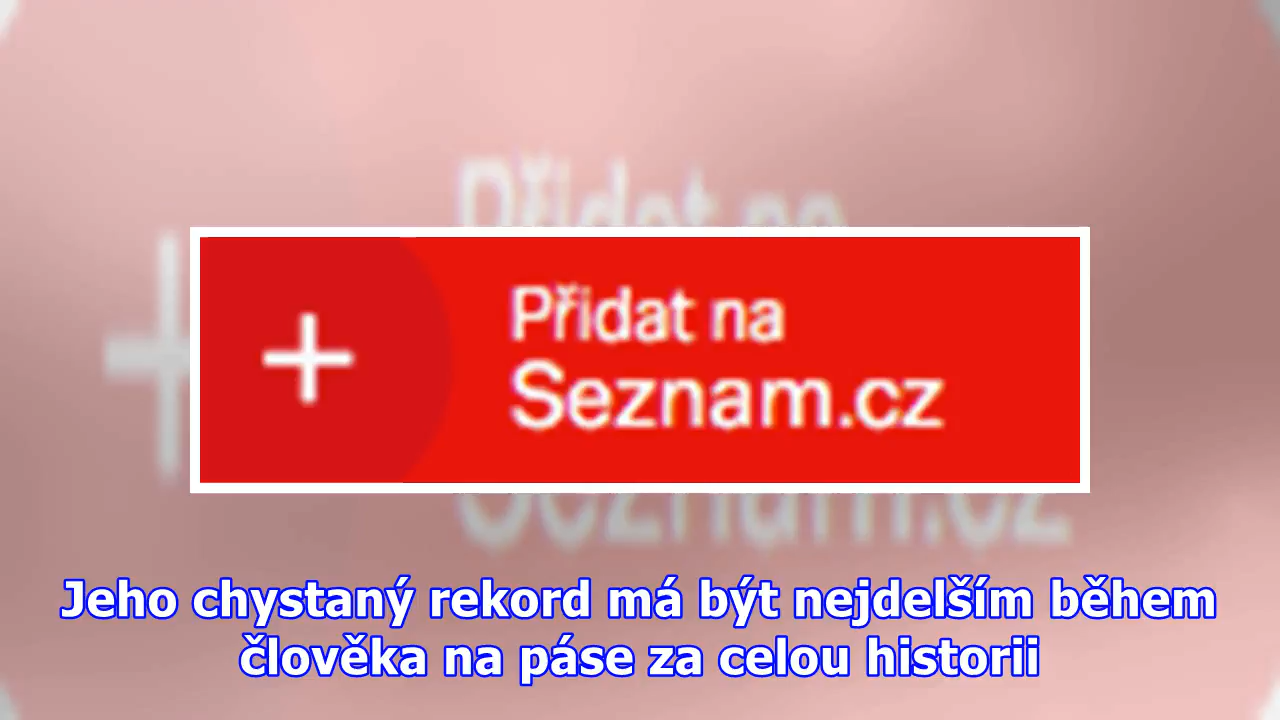 Přidat na
Seznam.cz
Jeho chystaný rekord má být nejdelším během
člověka na páse za celou historii